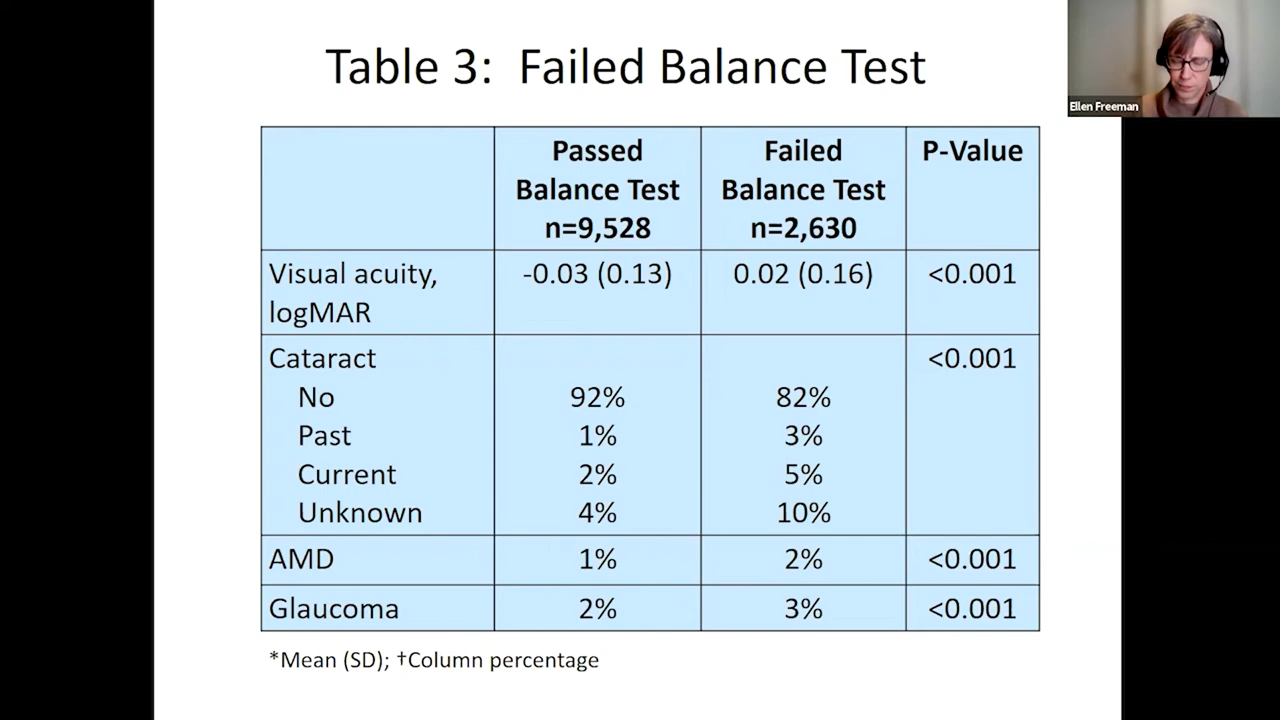 Table 3: Failed Balance Test
Ellen Freeman
Passed Balance Test n=9,528
Failed Balance Test n=2,630
P-Value
Visual acuity, logMAR
-0.03 (0.13)
0.02 (0.16)
<0.001
Cataract
<0.001
No
92%
82%
Past
1%
3%
Current
2%
5%
Unknown
4%
10%
AMD
1%
2%
<0.001
Glaucoma
2%
3%
<0.001
*Mean (SD); †Column percentage